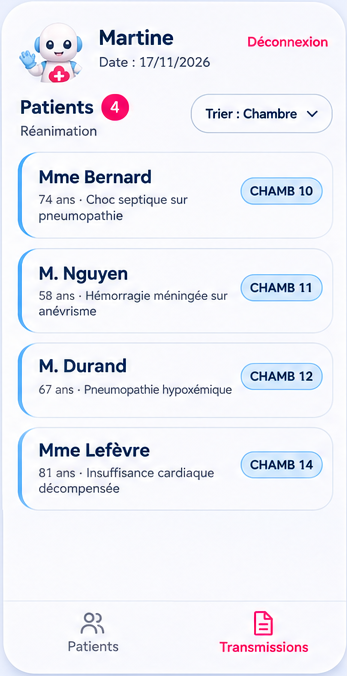 Martine
Déconnexion
Date : 17/11/2026
Patients 4
Trier : Chambre
Réanimation
Mme Bernard
74 ans · Choc septique sur
pneumopathie
CHAMB 10
M. Nguyen
58 ans · Hémorragie méningée sur
anévrisme
CHAMB 11
M. Durand
67 ans · Pneumopathie hypoxémique
CHAMB 12
Mme Lefèvre
81 ans · Insuffisance cardiaque
décompensée
CHAMB 14
Patients
Transmissions